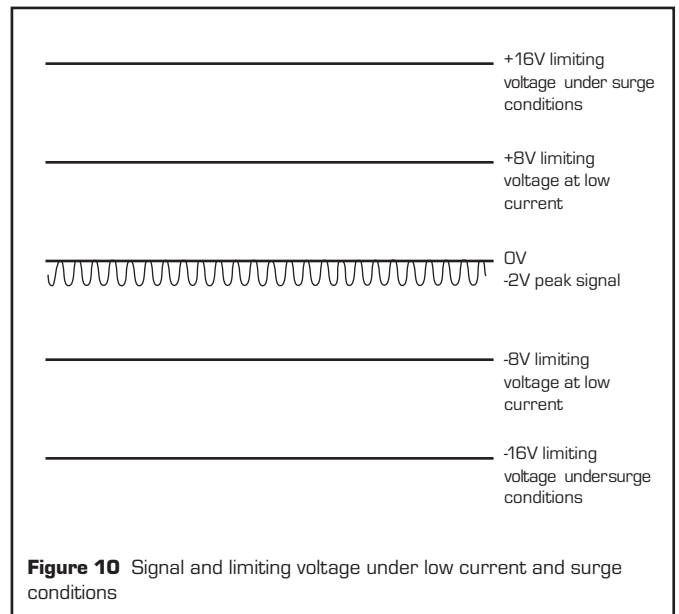 +16V limiting
voltage under surge
conditions
+8V limiting
voltage at low
current
0V
-2V peak signal
-8V limiting
voltage at low
current
-16V limiting
voltage undersurge
conditions
Figure 10 Signal and limiting voltage under low current and surge
conditions